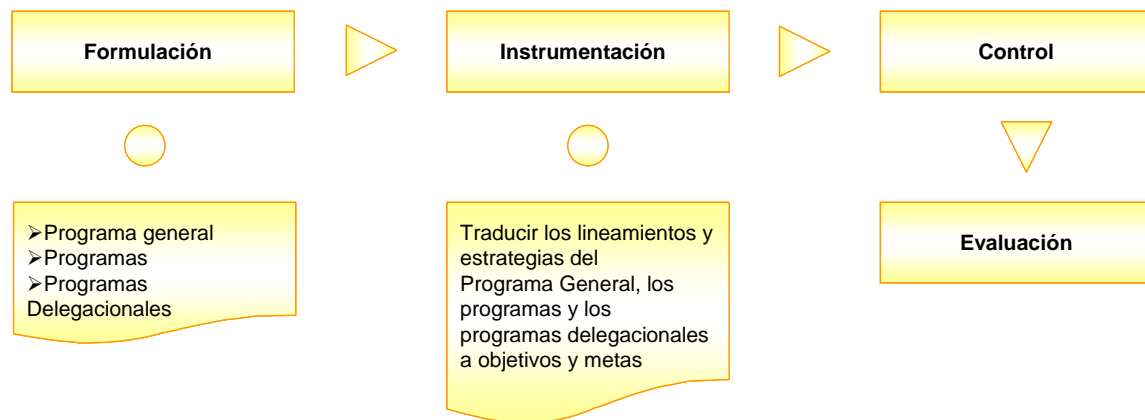 Formulación
Instrumentación
Control
➢Programa general
➢Programas
➢Programas
Delegacionales
Traducir los lineamientos y
estrategias del
Programa General, los
programas y los
programas delegacionales
a objetivos y metas
Evaluación